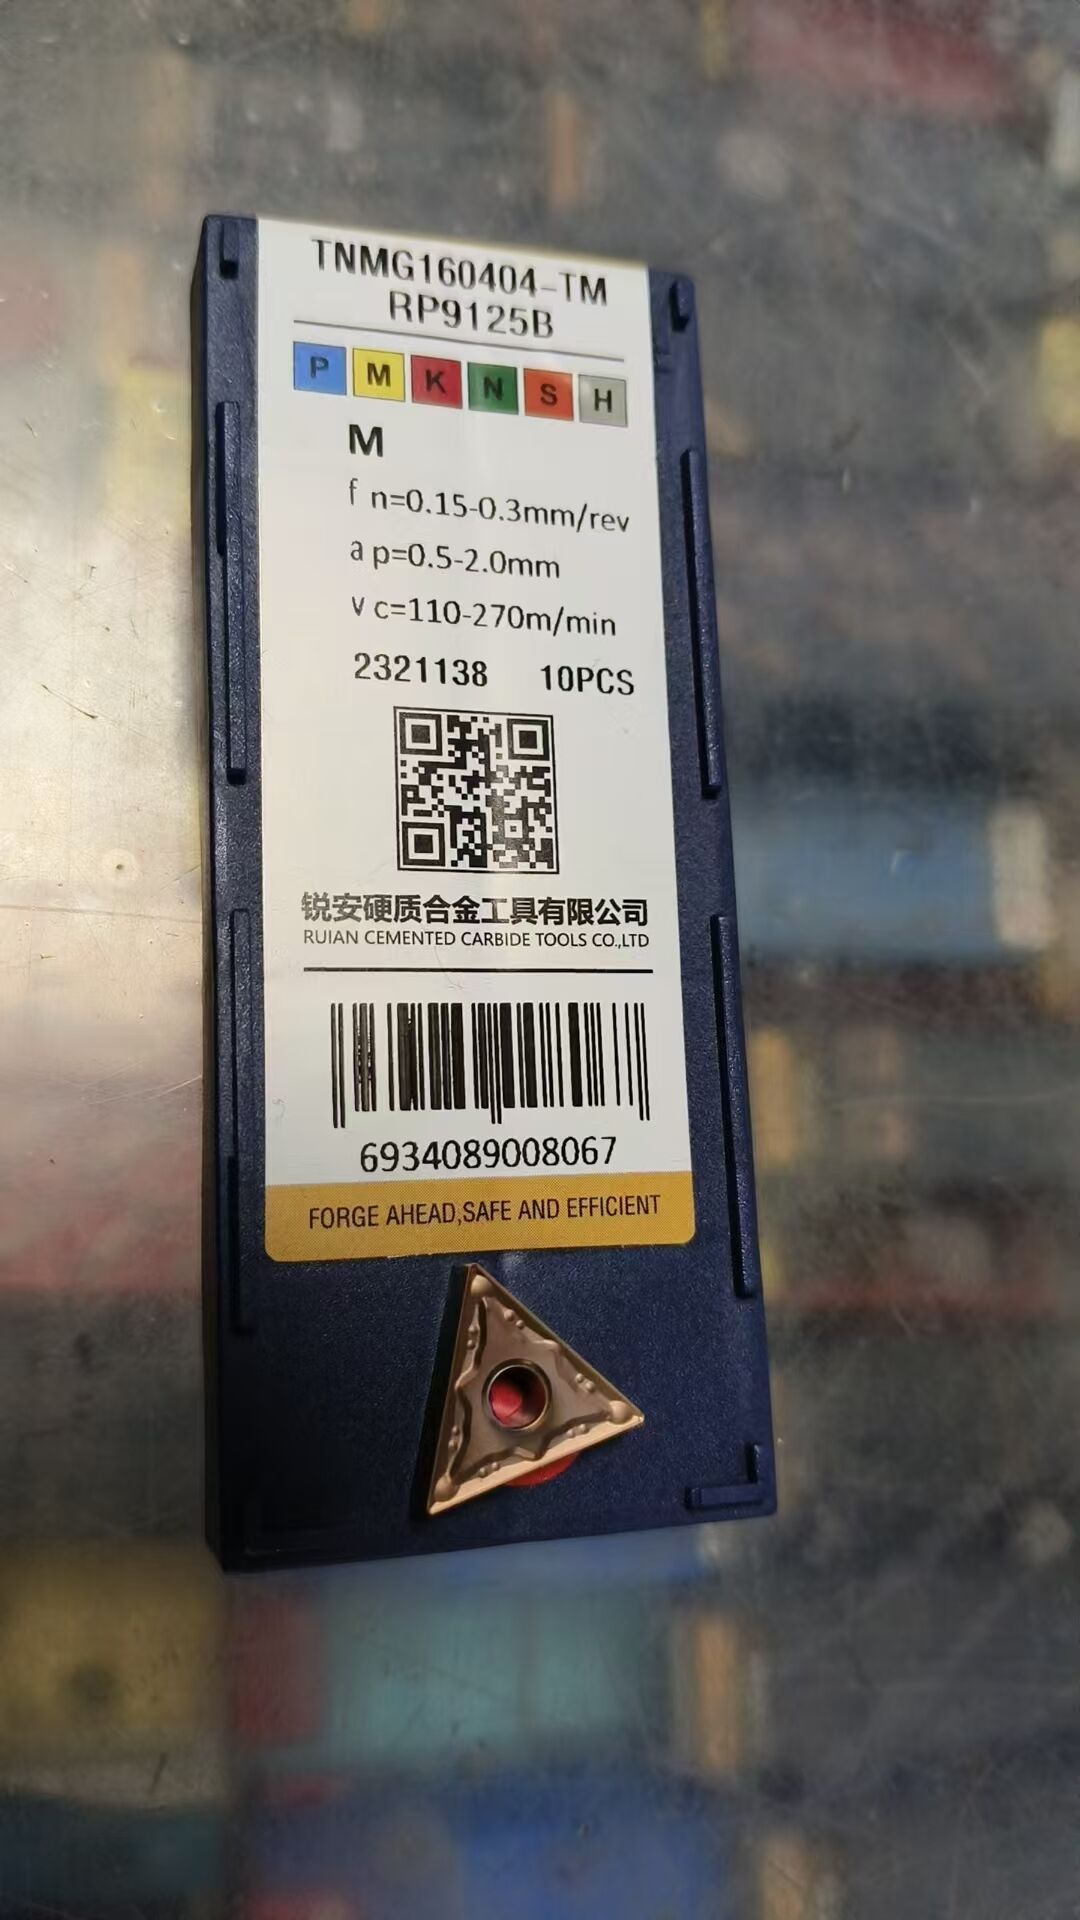 TNMG160404-TM
RP9125B
P M K N S H
M
f n=0.15-0.3mm/rev
a p=0.5-2.0mm
v c=110-270m/min
2321138 10PCS
锐安硬质合金工具有限公司
RUIAN CEMENTED CARBIDE TOOLS CO.,LTD
6934089008067
FORGE AHEAD,SAFE AND EFFICIENT